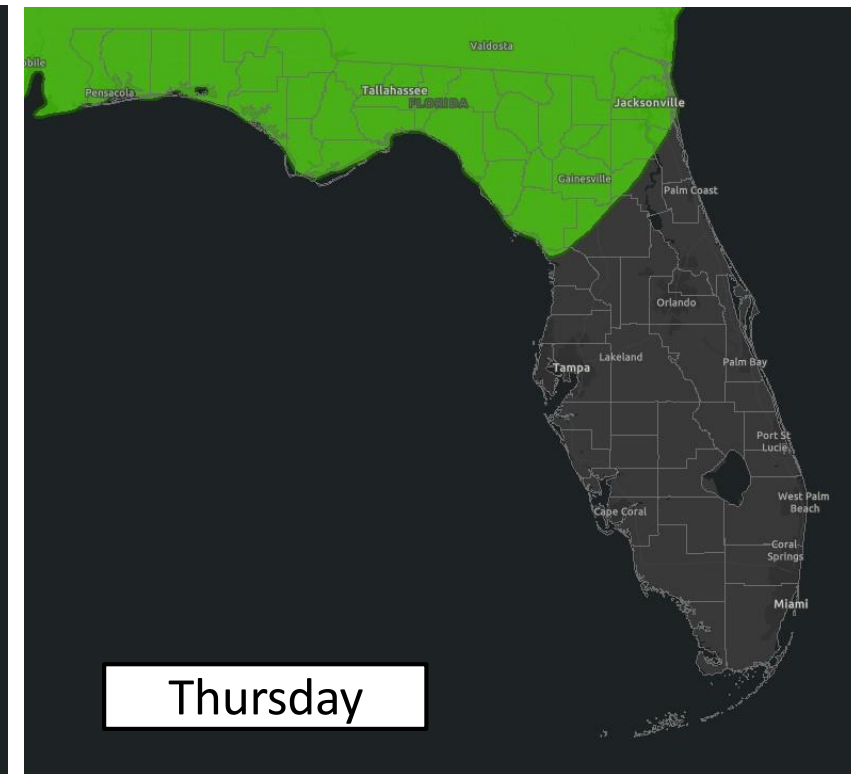 Valdosta
obile
Pensacola
Tallahassee
FLORIDA
Jacksonville
Gainesville
Palm Coast
Orlando
Lakeland
Tampa
Palm Bay
Port St
Lucie
West Palm
Beach
Cape Coral
Coral
Springs
Miami
Thursday